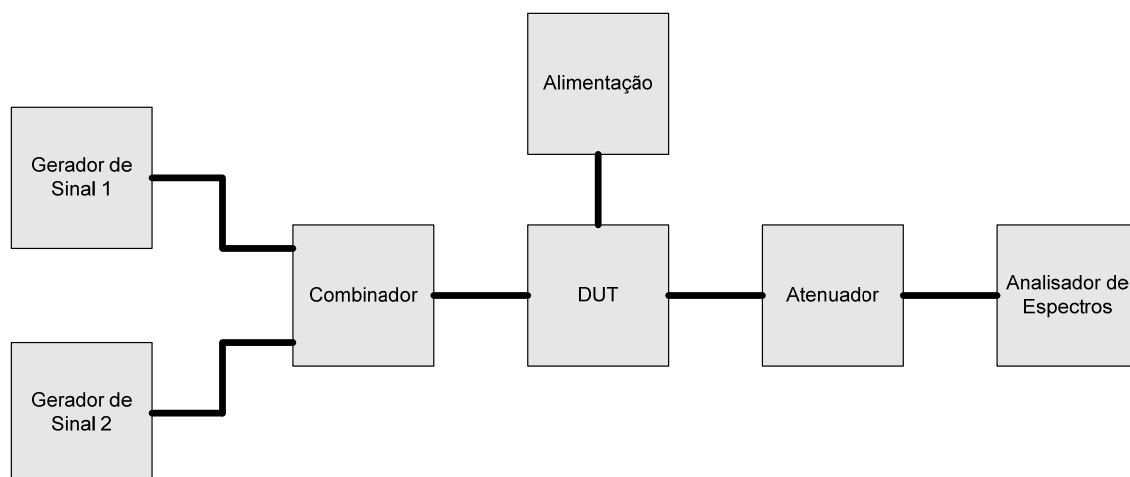 Alimentação
Gerador de
Sinal 1
Combinador
DUT
Atenuador
Analisador de
Espectros
Gerador de
Sinal 2